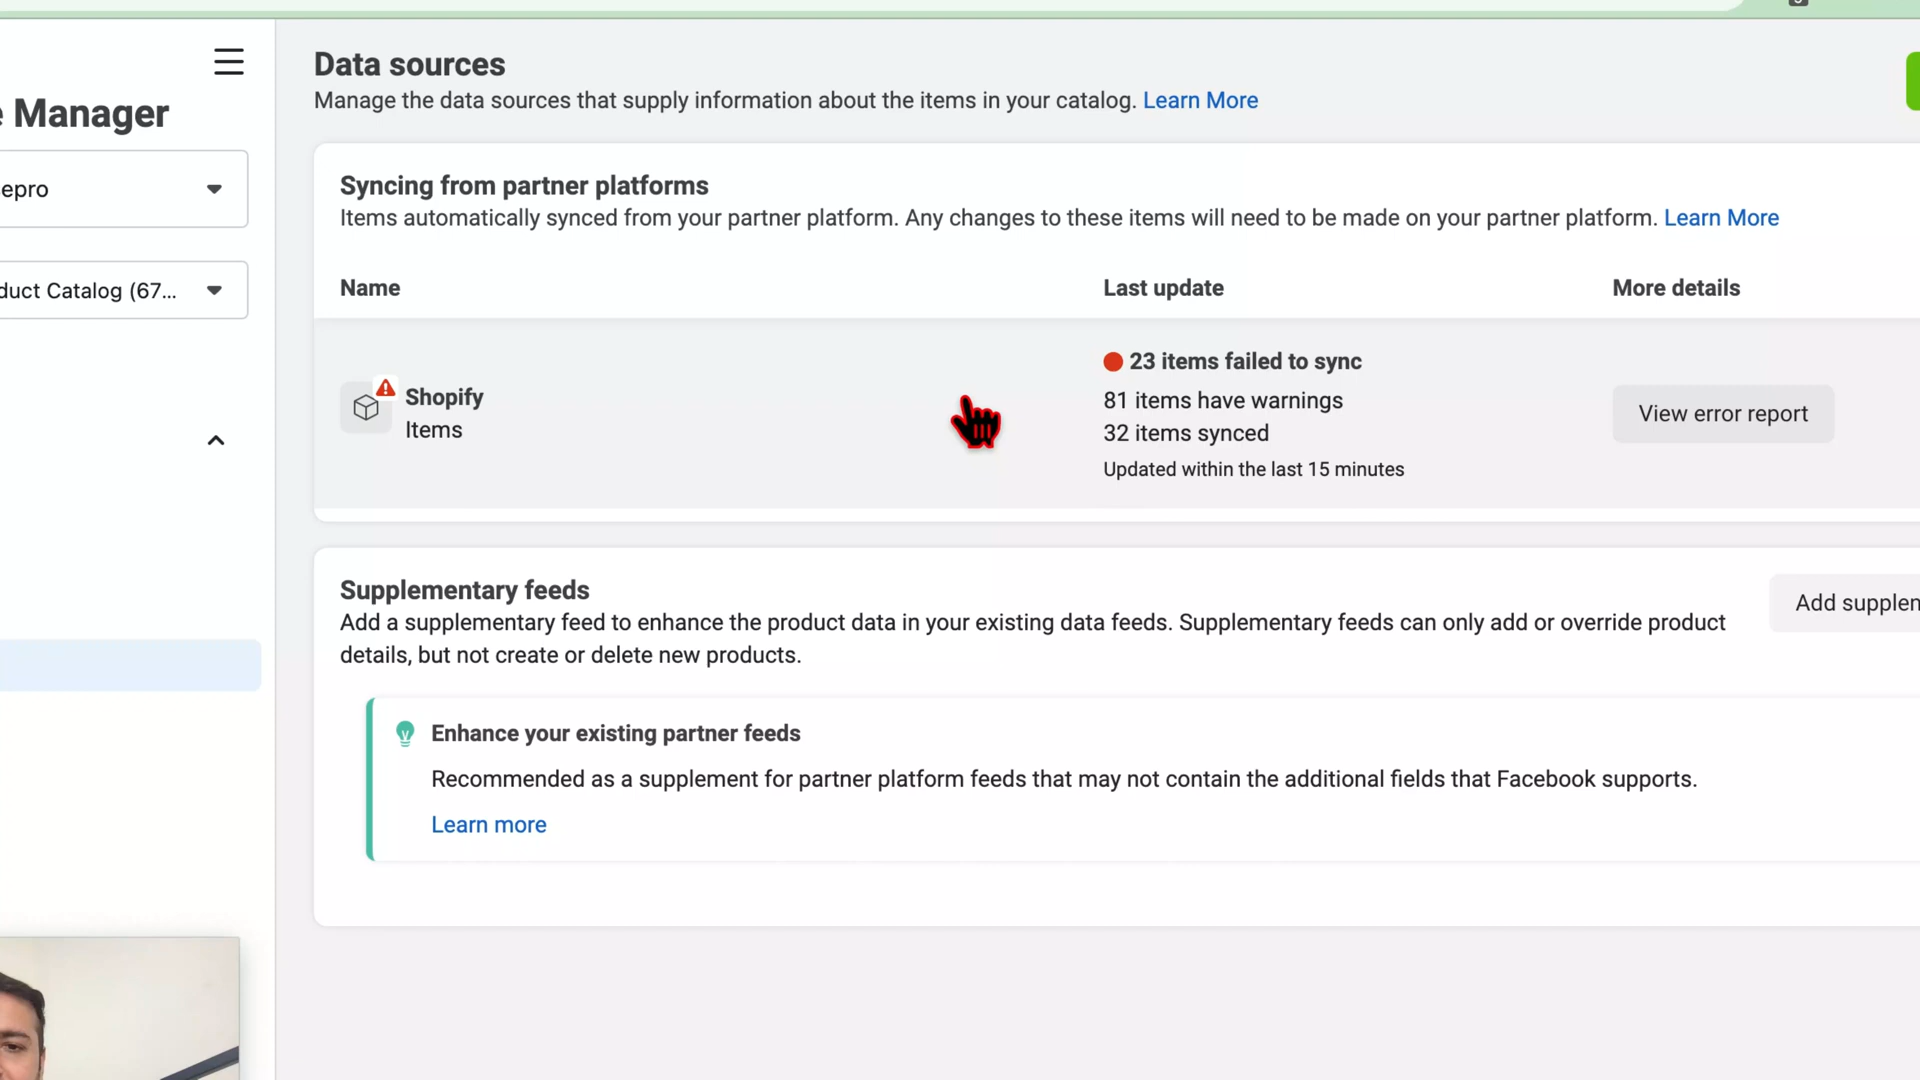 Data sources
Manage the data sources that supply information about the items in your catalog. Learn More
e Manager
epro
duct Catalog (67...
Syncing from partner platforms
Items automatically synced from your partner platform. Any changes to these items will need to be made on your partner platform. Learn More
Name Last update More details
Shopify
Items
23 items failed to sync
81 items have warnings
32 items synced
Updated within the last 15 minutes
View error report
Supplementary feeds
Add a supplementary feed to enhance the product data in your existing data feeds. Supplementary feeds can only add or override product
details, but not create or delete new products.
Add supplem
Enhance your existing partner feeds
Recommended as a supplement for partner platform feeds that may not contain the additional fields that Facebook supports.
Learn more